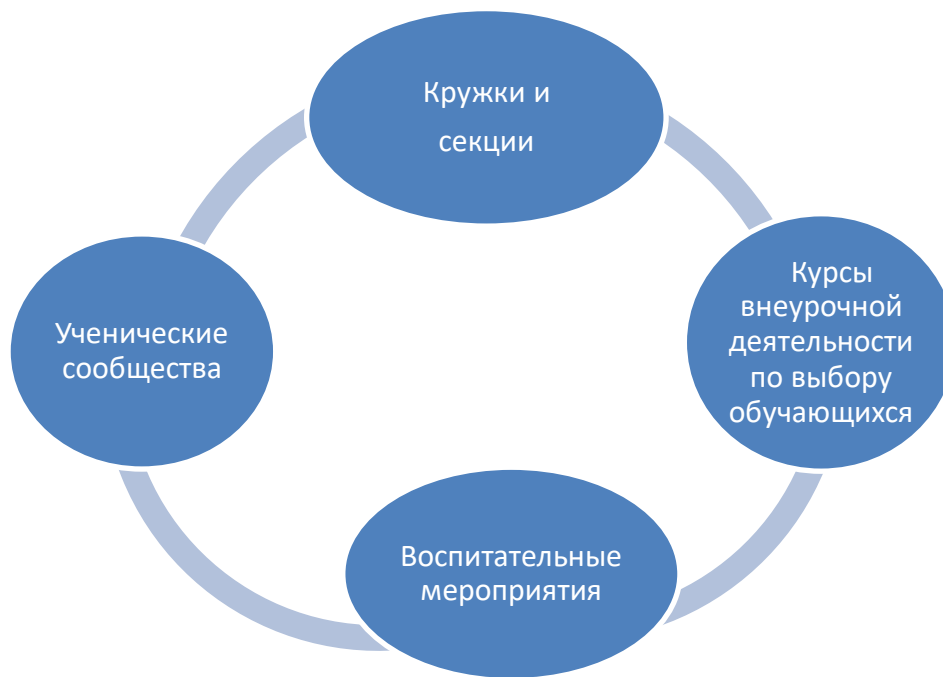 Кружки и
секции
Курсы
внеурочной
деятельности
по выбору
обучающихся
Ученические
сообщества
Воспитательные
мероприятия